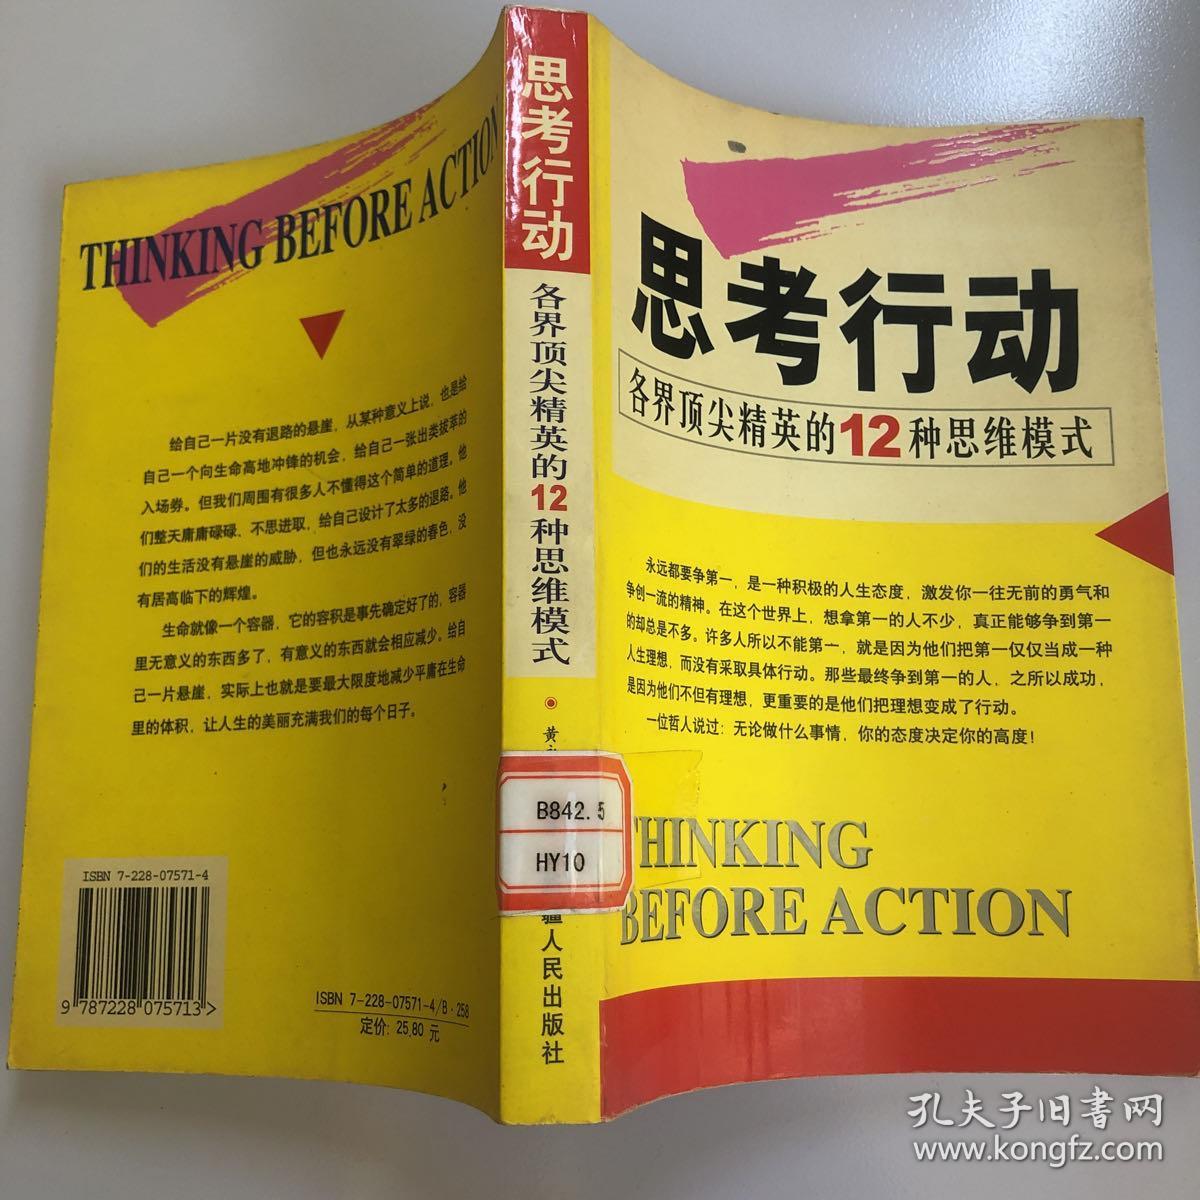 THINKING BEFORE ACTION
给自己一片没有退路的悬崖，从某种意义上说，也是给
自己一个向生命高地冲锋的机会，给自己一张出类拔萃的
入场券。但我们周围有很多人不懂得这个简单的道理。他
们整天庸庸碌碌、不思进取，给自己设计了太多的退路。他
们的生活没有悬崖的威胁，但也永远没有翠绿的春色，没
有居高临下的辉煌。
生命就像一个容器，它的容积是事先确定好了的，容器
里无意义的东西多了，有意义的东西就会相应减少。给自
己一片悬崖，实际上也就是要最大限度地减少平庸在生命
里的体积，让人生的美丽充满我们的每个日子。
ISBN 7-228-07571-4
9 787228 075713>
ISBN 7-228-07571-4/B·258
定价：25.80 元
思考行动
各界顶尖精英的12种思维模式
黄
B842.5
HY10
疆人民出版社
思考行动
各界顶尖精英的12种思维模式
永远都要争第一，是一种积极的人生态度，激发你一往无前的勇气和
争创一流的精神。在这个世界上，想拿第一的人不少，真正能够争到第一
的却总是不多。许多人所以不能第一，就是因为他们把第一仅仅当成一种
人生理想，而没有采取具体行动。那些最终争到第一的人，之所以成功，
是因为他们不但有理想，更重要的是他们把理想变成了行动。
一位哲人说过：无论做什么事情，你的态度决定你的高度！
THINKING
BEFORE ACTION
孔夫子旧书网
www.kongfz.com